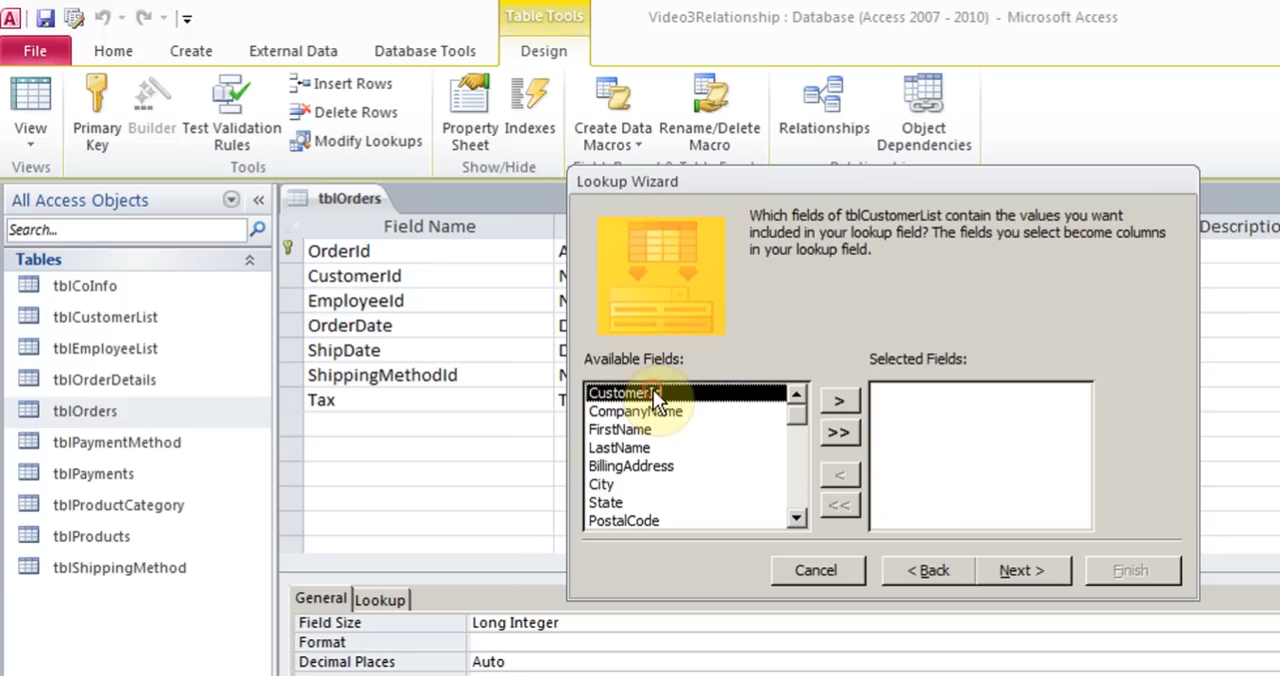 Table Tools
Video3Relationship : Database (Access 2007 - 2010) - Microsoft Access
File Home Create External Data Database Tools Design
View
Primary Key
Builder
Test Validation Rules
Insert Rows
Delete Rows
Modify Lookups
Property Sheet
Indexes
Create Data Macros
Rename/Delete Macro
Relationships
Object Dependencies
Views
Tools
Show/Hide
All Access Objects
Search...
Tables
tblCoInfo
tblCustomerList
tblEmployeeList
tblOrderDetails
tblOrders
tblPaymentMethod
tblPayments
tblProductCategory
tblProducts
tblShippingMethod
tblOrders
Field Name
Descriptio
OrderId
CustomerId
EmployeeId
OrderDate
ShipDate
ShippingMethodId
Tax
Lookup Wizard
Which fields of tblCustomerList contain the values you want
included in your lookup field? The fields you select become columns
in your lookup field.
Available Fields:
Selected Fields:
CustomerId
CompanyName
FirstName
LastName
BillingAddress
City
State
PostalCode
>
>>
<
<<
Cancel
< Back
Next >
Finish
General Lookup
Field Size Long Integer
Format
Decimal Places Auto